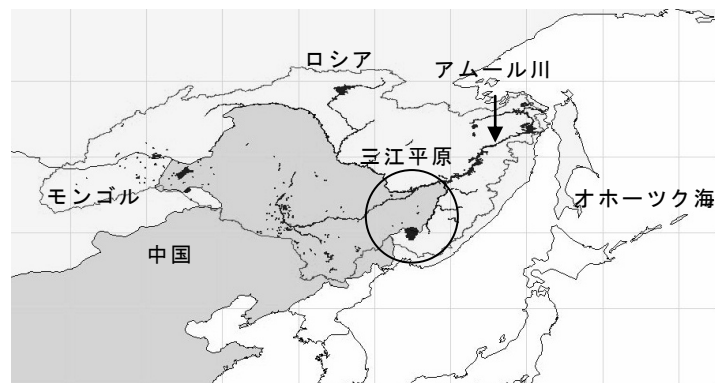 ロシア
アムール川
三江平原
モンゴル
オホーツク海
中国